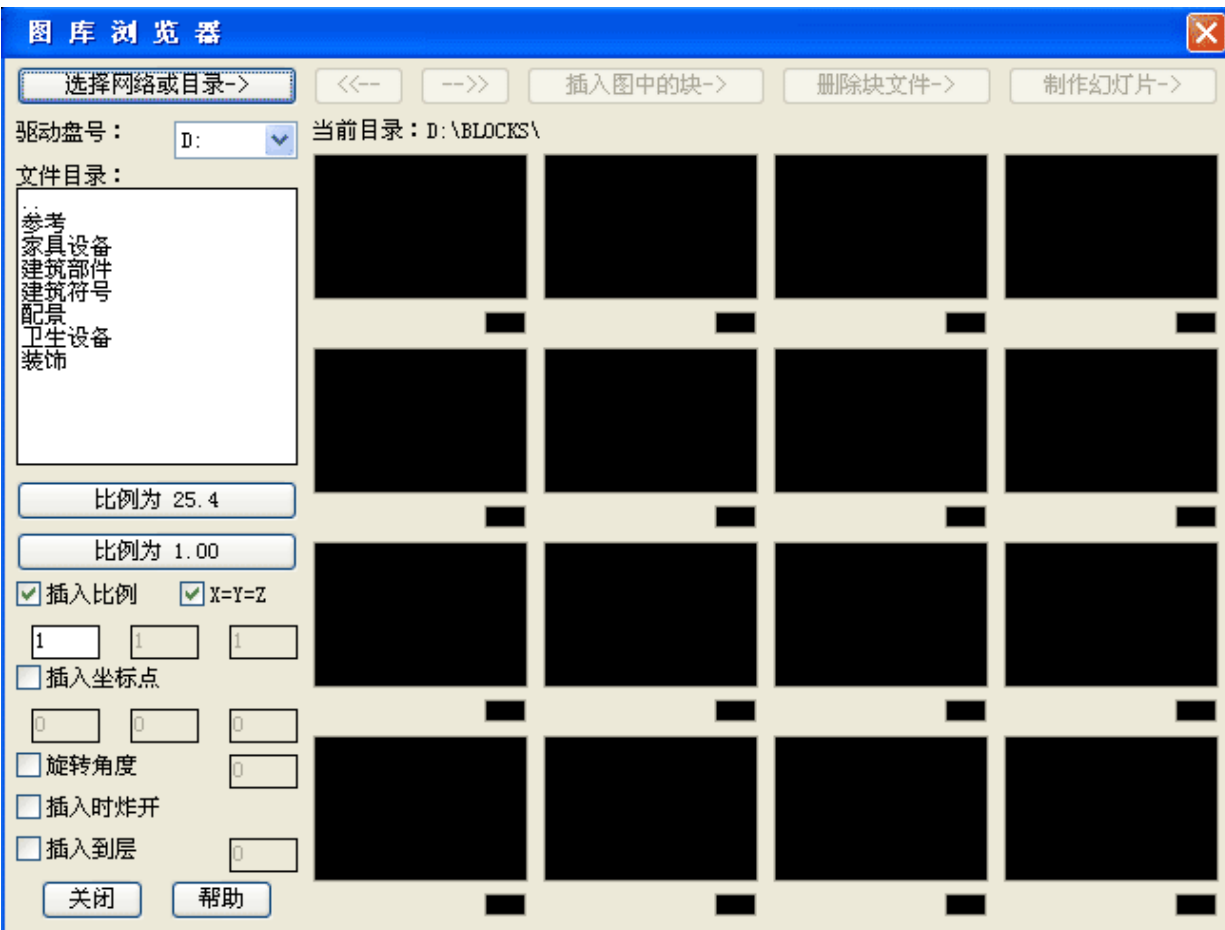 图库浏览器
选择网络或目录-> <<-- -->> 插入图中的块-> 删除块文件-> 制作幻灯片->
驱动盘号： D: 当前目录：D:\BLOCKS\
文件目录：
..
参考
家具设备
建筑部件
建筑符号
配景
卫生设备
装饰
比例为 25.4
比例为 1.00
插入比例 X=Y=Z
1 1 1
插入坐标点
0 0 0
旋转角度 0
插入时炸开
插入到层 0
关闭 帮助